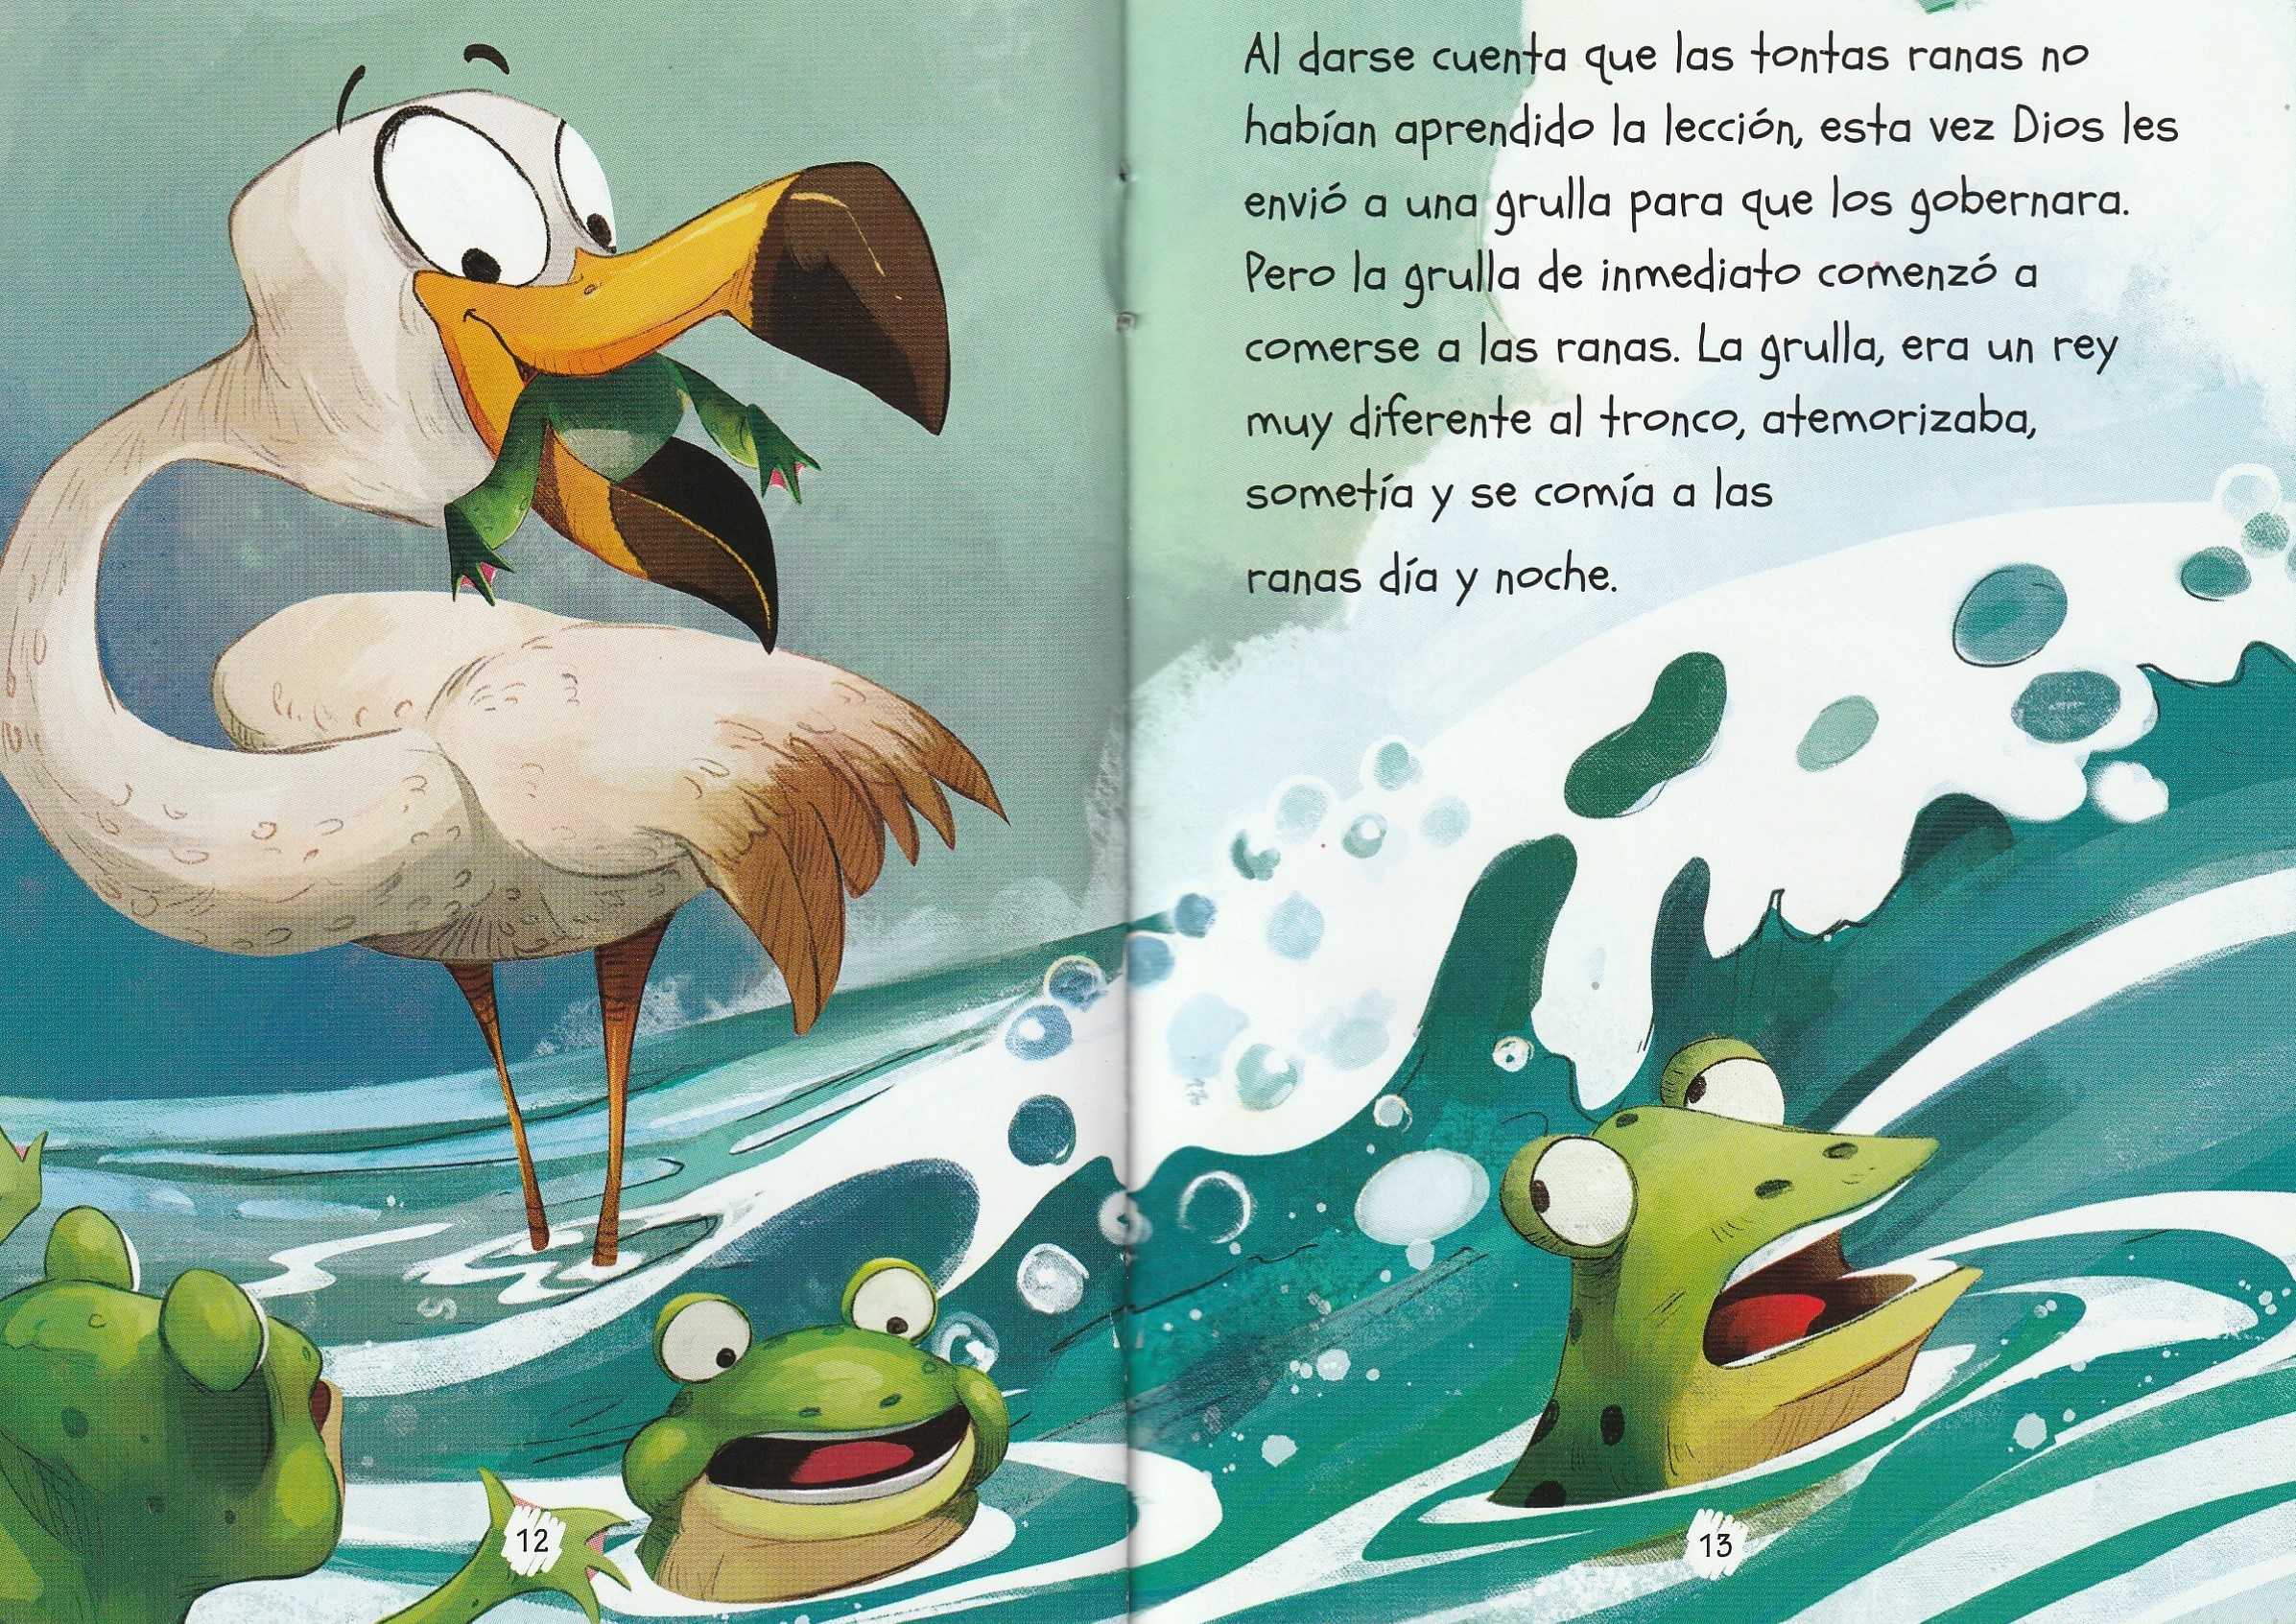 Al darse cuenta que las tontas ranas no
habían aprendido la lección, esta vez Dios les
envió a una grulla para que los gobernara.
Pero la grulla de inmediato comenzó a
comerse a las ranas. La grulla, era un rey
muy diferente al tronco, atemorizaba,
sometía y se comía a las
ranas día y noche.
12
13